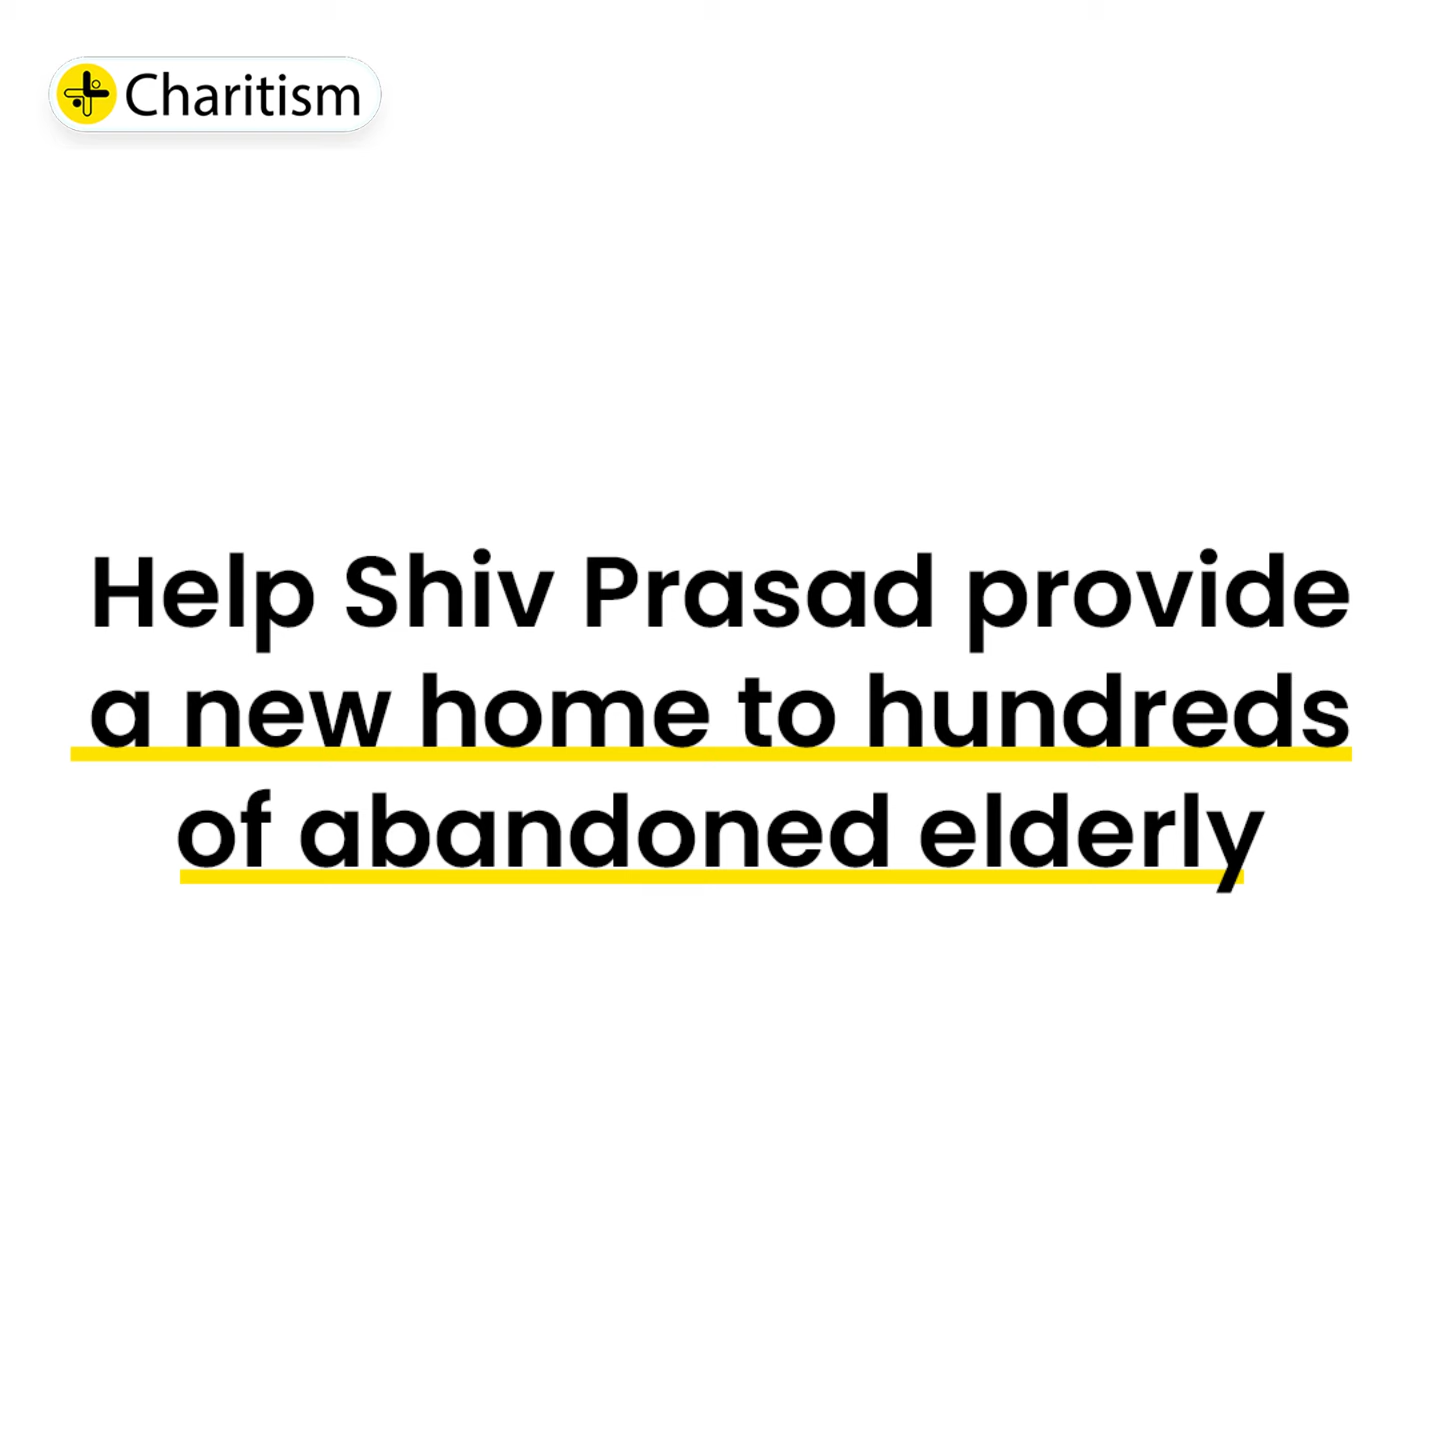 Charitism
Help Shiv Prasad provide
a new home to hundreds
of abandoned elderly